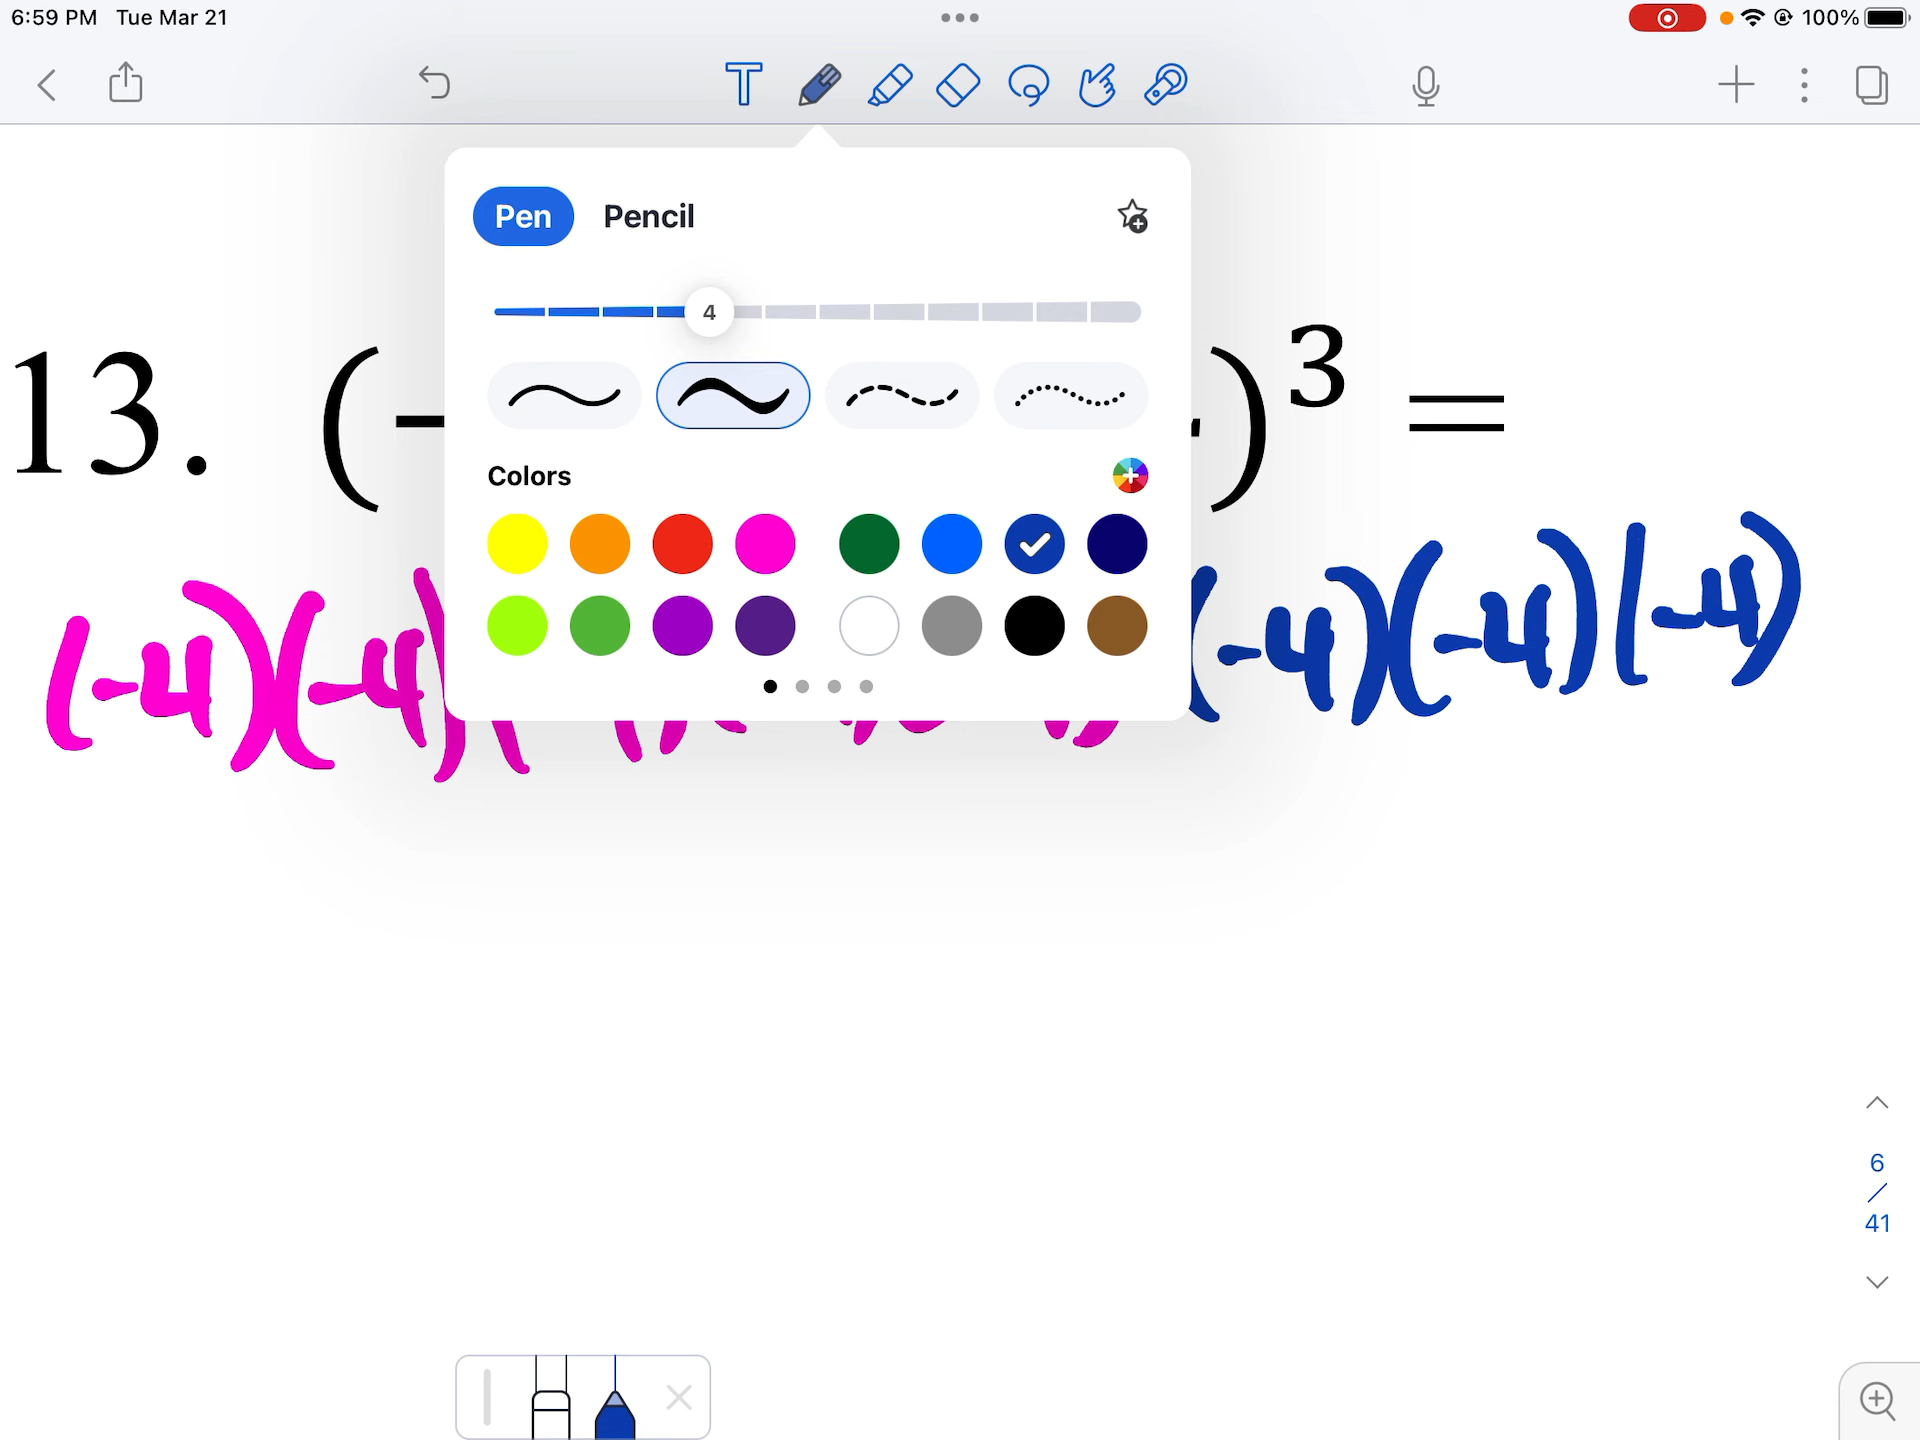 6:59 PM Tue Mar 21
100%
T
Pen Pencil
4
13. (- )³ =
Colors
(-4)(-4) (-4)(-4)(-4)
6
/
41